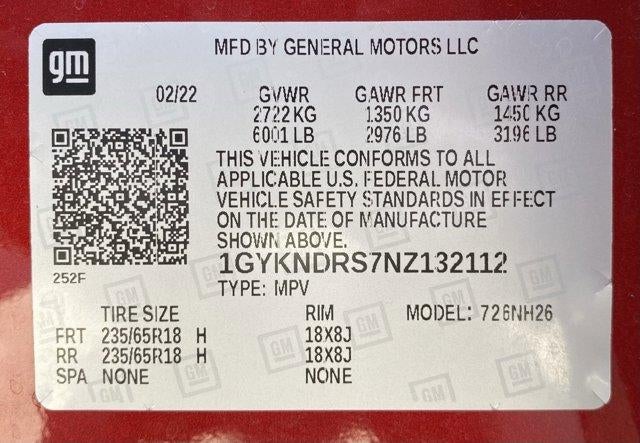 gm
MFD BY GENERAL MOTORS LLC
02/22 GVWR GAWR FRT GAWR RR
2722 KG 1350 KG 1450 KG
6001 LB 2976 LB 3196 LB
THIS VEHICLE CONFORMS TO ALL
APPLICABLE U.S. FEDERAL MOTOR
VEHICLE SAFETY STANDARDS IN EFFECT
ON THE DATE OF MANUFACTURE
SHOWN ABOVE.
252F
1GYKNDRS7NZ132112
TYPE: MPV
TIRE SIZE RIM MODEL: 726NH26
FRT 235/65R18 H 18X8J
RR 235/65R18 H 18X8J
SPA NONE NONE